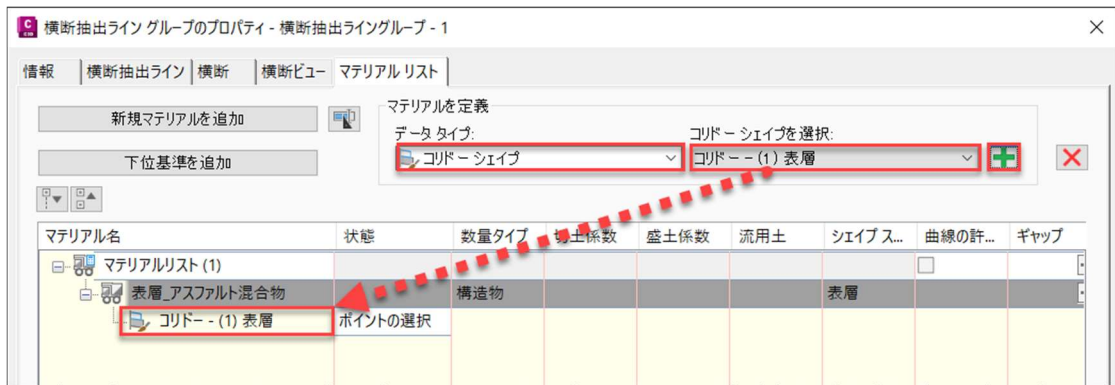 横断抽出ライン グループのプロパティ - 横断抽出ライングループ - 1
情報 横断抽出ライン 横断 横断ビュー マテリアル リスト
新規マテリアルを追加
マテリアルを定義
データ タイプ:
コリドー シェイプを選択:
コリドー シェイプ
コリドー - (1) 表層
下位基準を追加
マテリアル名 状態 数量タイプ 切土係数 盛土係数 流用土 シェイプ ス... 曲線の許... ギャップ
マテリアルリスト (1)
表層_アスファルト混合物 構造物 表層
コリドー - (1) 表層 ポイントの選択